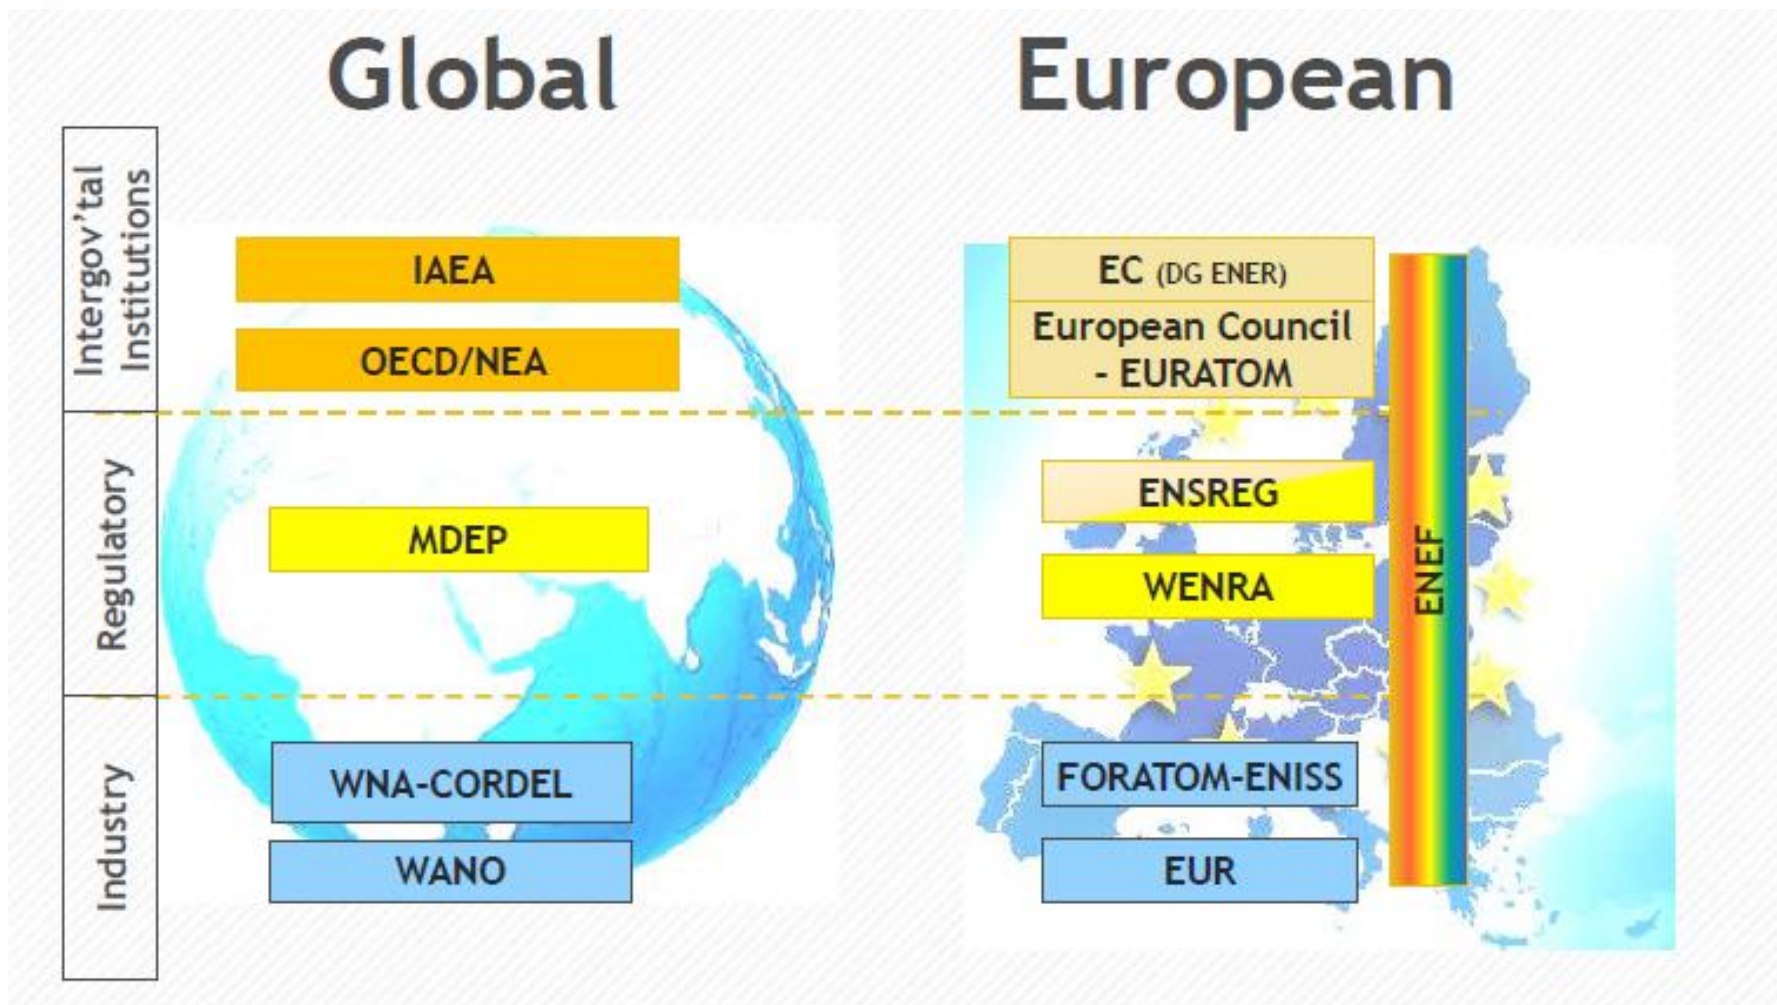 Global
European
Intergov'tal
Institutions
IAEA
OECD/NEA
EC (DG ENER)
European Council
- EURATOM
Regulatory
MDEP
ENSREG
WENRA
ENEF
Industry
WNA-CORDEL
WANO
FORATOM-ENISS
EUR